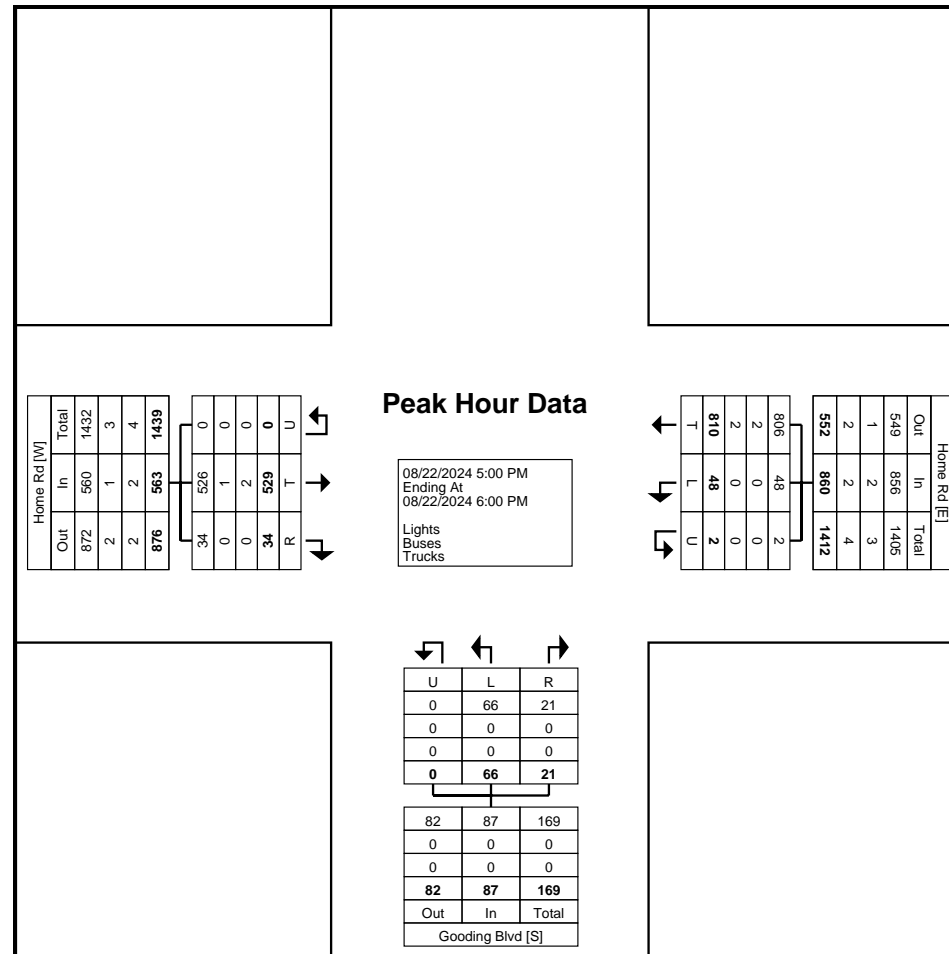 Peak Hour Data
08/22/2024 5:00 PM
Ending At
08/22/2024 6:00 PM
Lights
Buses
Trucks
Home Rd [W]
Out In Total
872 560 1432
2 1 3
2 2 4
876 563 1439
34 526 0
0 1 0
0 2 0
34 529 0
R T U
Home Rd [E]
Out In Total
549 856 1405
1 2 3
2 2 4
552 860 1412
806 48 2
2 0 0
2 0 0
810 48 2
T L U
U L R
0 66 21
0 0 0
0 0 0
0 66 21
82 87 169
0 0 0
0 0 0
82 87 169
Out In Total
Gooding Blvd [S]